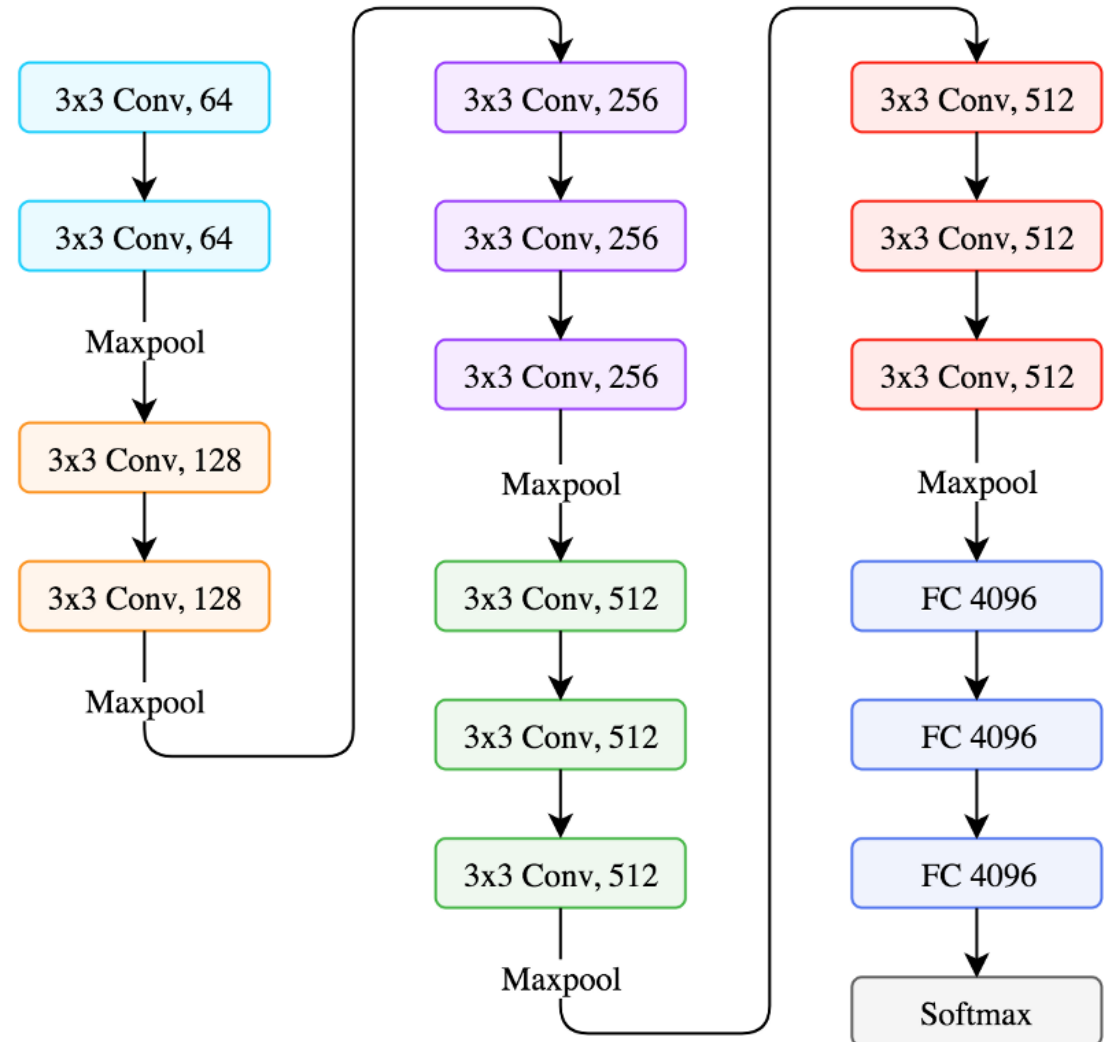 3x3 Conv, 64
3x3 Conv, 64
Maxpool
3x3 Conv, 128
3x3 Conv, 128
Maxpool
3x3 Conv, 256
3x3 Conv, 256
3x3 Conv, 256
Maxpool
3x3 Conv, 512
3x3 Conv, 512
3x3 Conv, 512
Maxpool
3x3 Conv, 512
3x3 Conv, 512
3x3 Conv, 512
Maxpool
FC 4096
FC 4096
FC 4096
Softmax